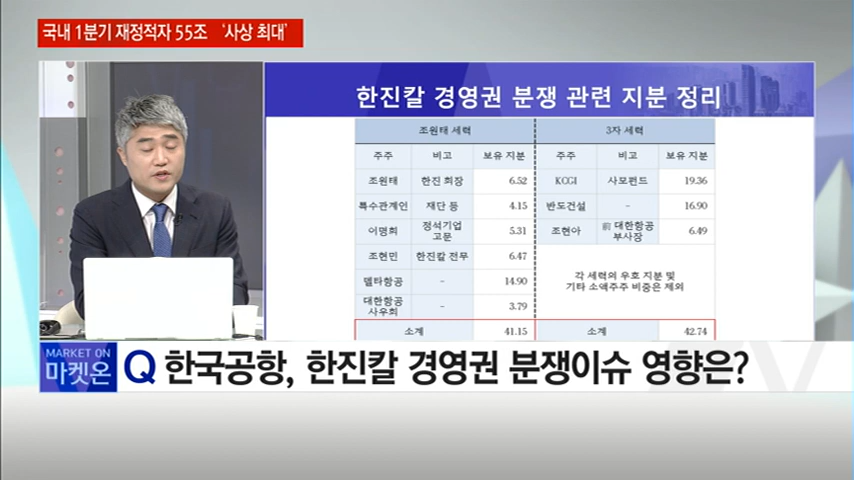 국내 1분기 재정적자 55조 '사상 최대'
한진칼 경영권 분쟁 관련 지분 정리
조원태 세력 3자 세력
주주 비고 보유 지분 주주 비고 보유 지분
조원태 한진 회장 6.52 KCGI 사모펀드 19.36
특수관계인 재단 등 4.15 반도건설 - 16.90
이명희 정석기업 고문 5.31 조현아 前 대한항공 부사장 6.49
조현민 한진칼 전무 6.47
델타항공 - 14.90
대한항공 사우회 - 3.79
각 세력의 우호 지분 및
기타 소액주주 비중은 제외
소계 41.15 소계 42.74
MARKET ON
마켓온
Q 한국공항, 한진칼 경영권 분쟁이슈 영향은?